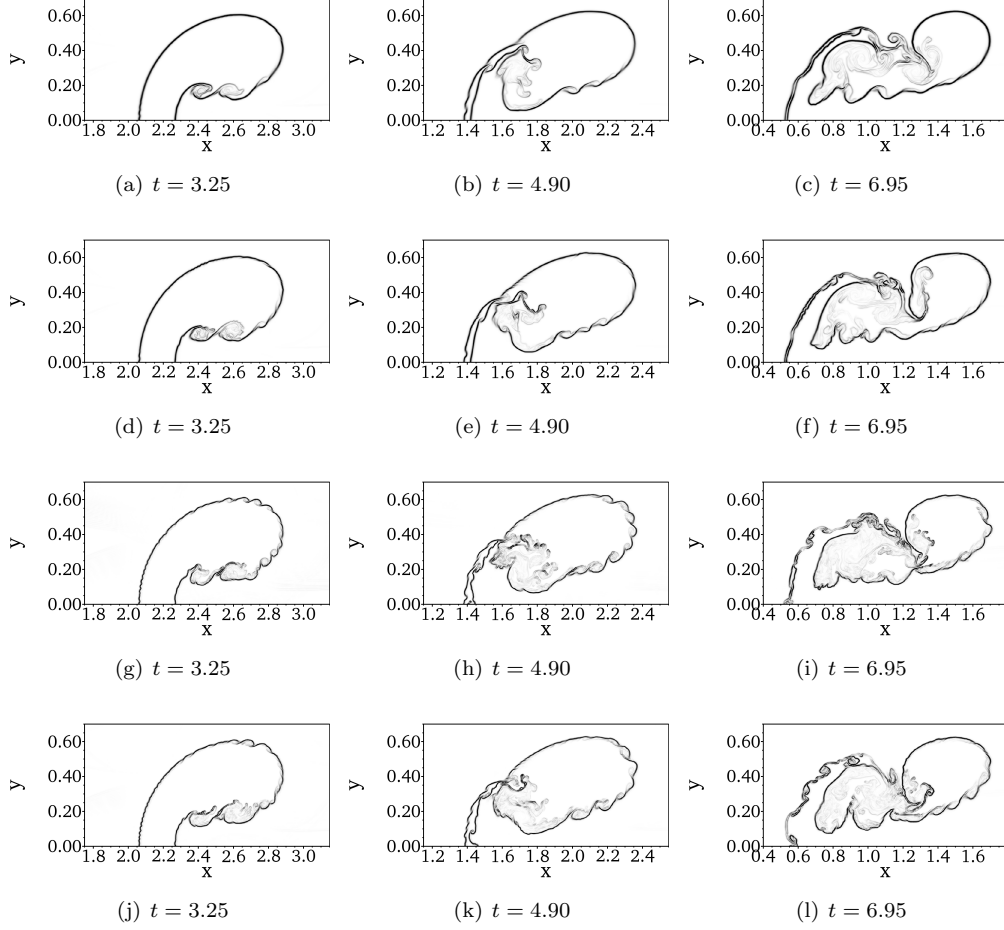 0.60
0.40
0.20
0.00
y
1.8 2.0 2.2 2.4 2.6 2.8 3.0
x
(a) t = 3.25
0.60
0.40
0.20
0.00
y
1.2 1.4 1.6 1.8 2.0 2.2 2.4
x
(b) t = 4.90
0.60
0.40
0.20
0.00
y
0.4 0.6 0.8 1.0 1.2 1.4 1.6
x
(c) t = 6.95
0.60
0.40
0.20
0.00
y
1.8 2.0 2.2 2.4 2.6 2.8 3.0
x
(d) t = 3.25
0.60
0.40
0.20
0.00
y
1.2 1.4 1.6 1.8 2.0 2.2 2.4
x
(e) t = 4.90
0.60
0.40
0.20
0.00
y
0.4 0.6 0.8 1.0 1.2 1.4 1.6
x
(f) t = 6.95
0.60
0.40
0.20
0.00
y
1.8 2.0 2.2 2.4 2.6 2.8 3.0
x
(g) t = 3.25
0.60
0.40
0.20
0.00
y
1.2 1.4 1.6 1.8 2.0 2.2 2.4
x
(h) t = 4.90
0.60
0.40
0.20
0.00
y
0.4 0.6 0.8 1.0 1.2 1.4 1.6
x
(i) t = 6.95
0.60
0.40
0.20
0.00
y
1.8 2.0 2.2 2.4 2.6 2.8 3.0
x
(j) t = 3.25
0.60
0.40
0.20
0.00
y
1.2 1.4 1.6 1.8 2.0 2.2 2.4
x
(k) t = 4.90
0.60
0.40
0.20
0.00
y
0.4 0.6 0.8 1.0 1.2 1.4 1.6
x
(l) t = 6.95